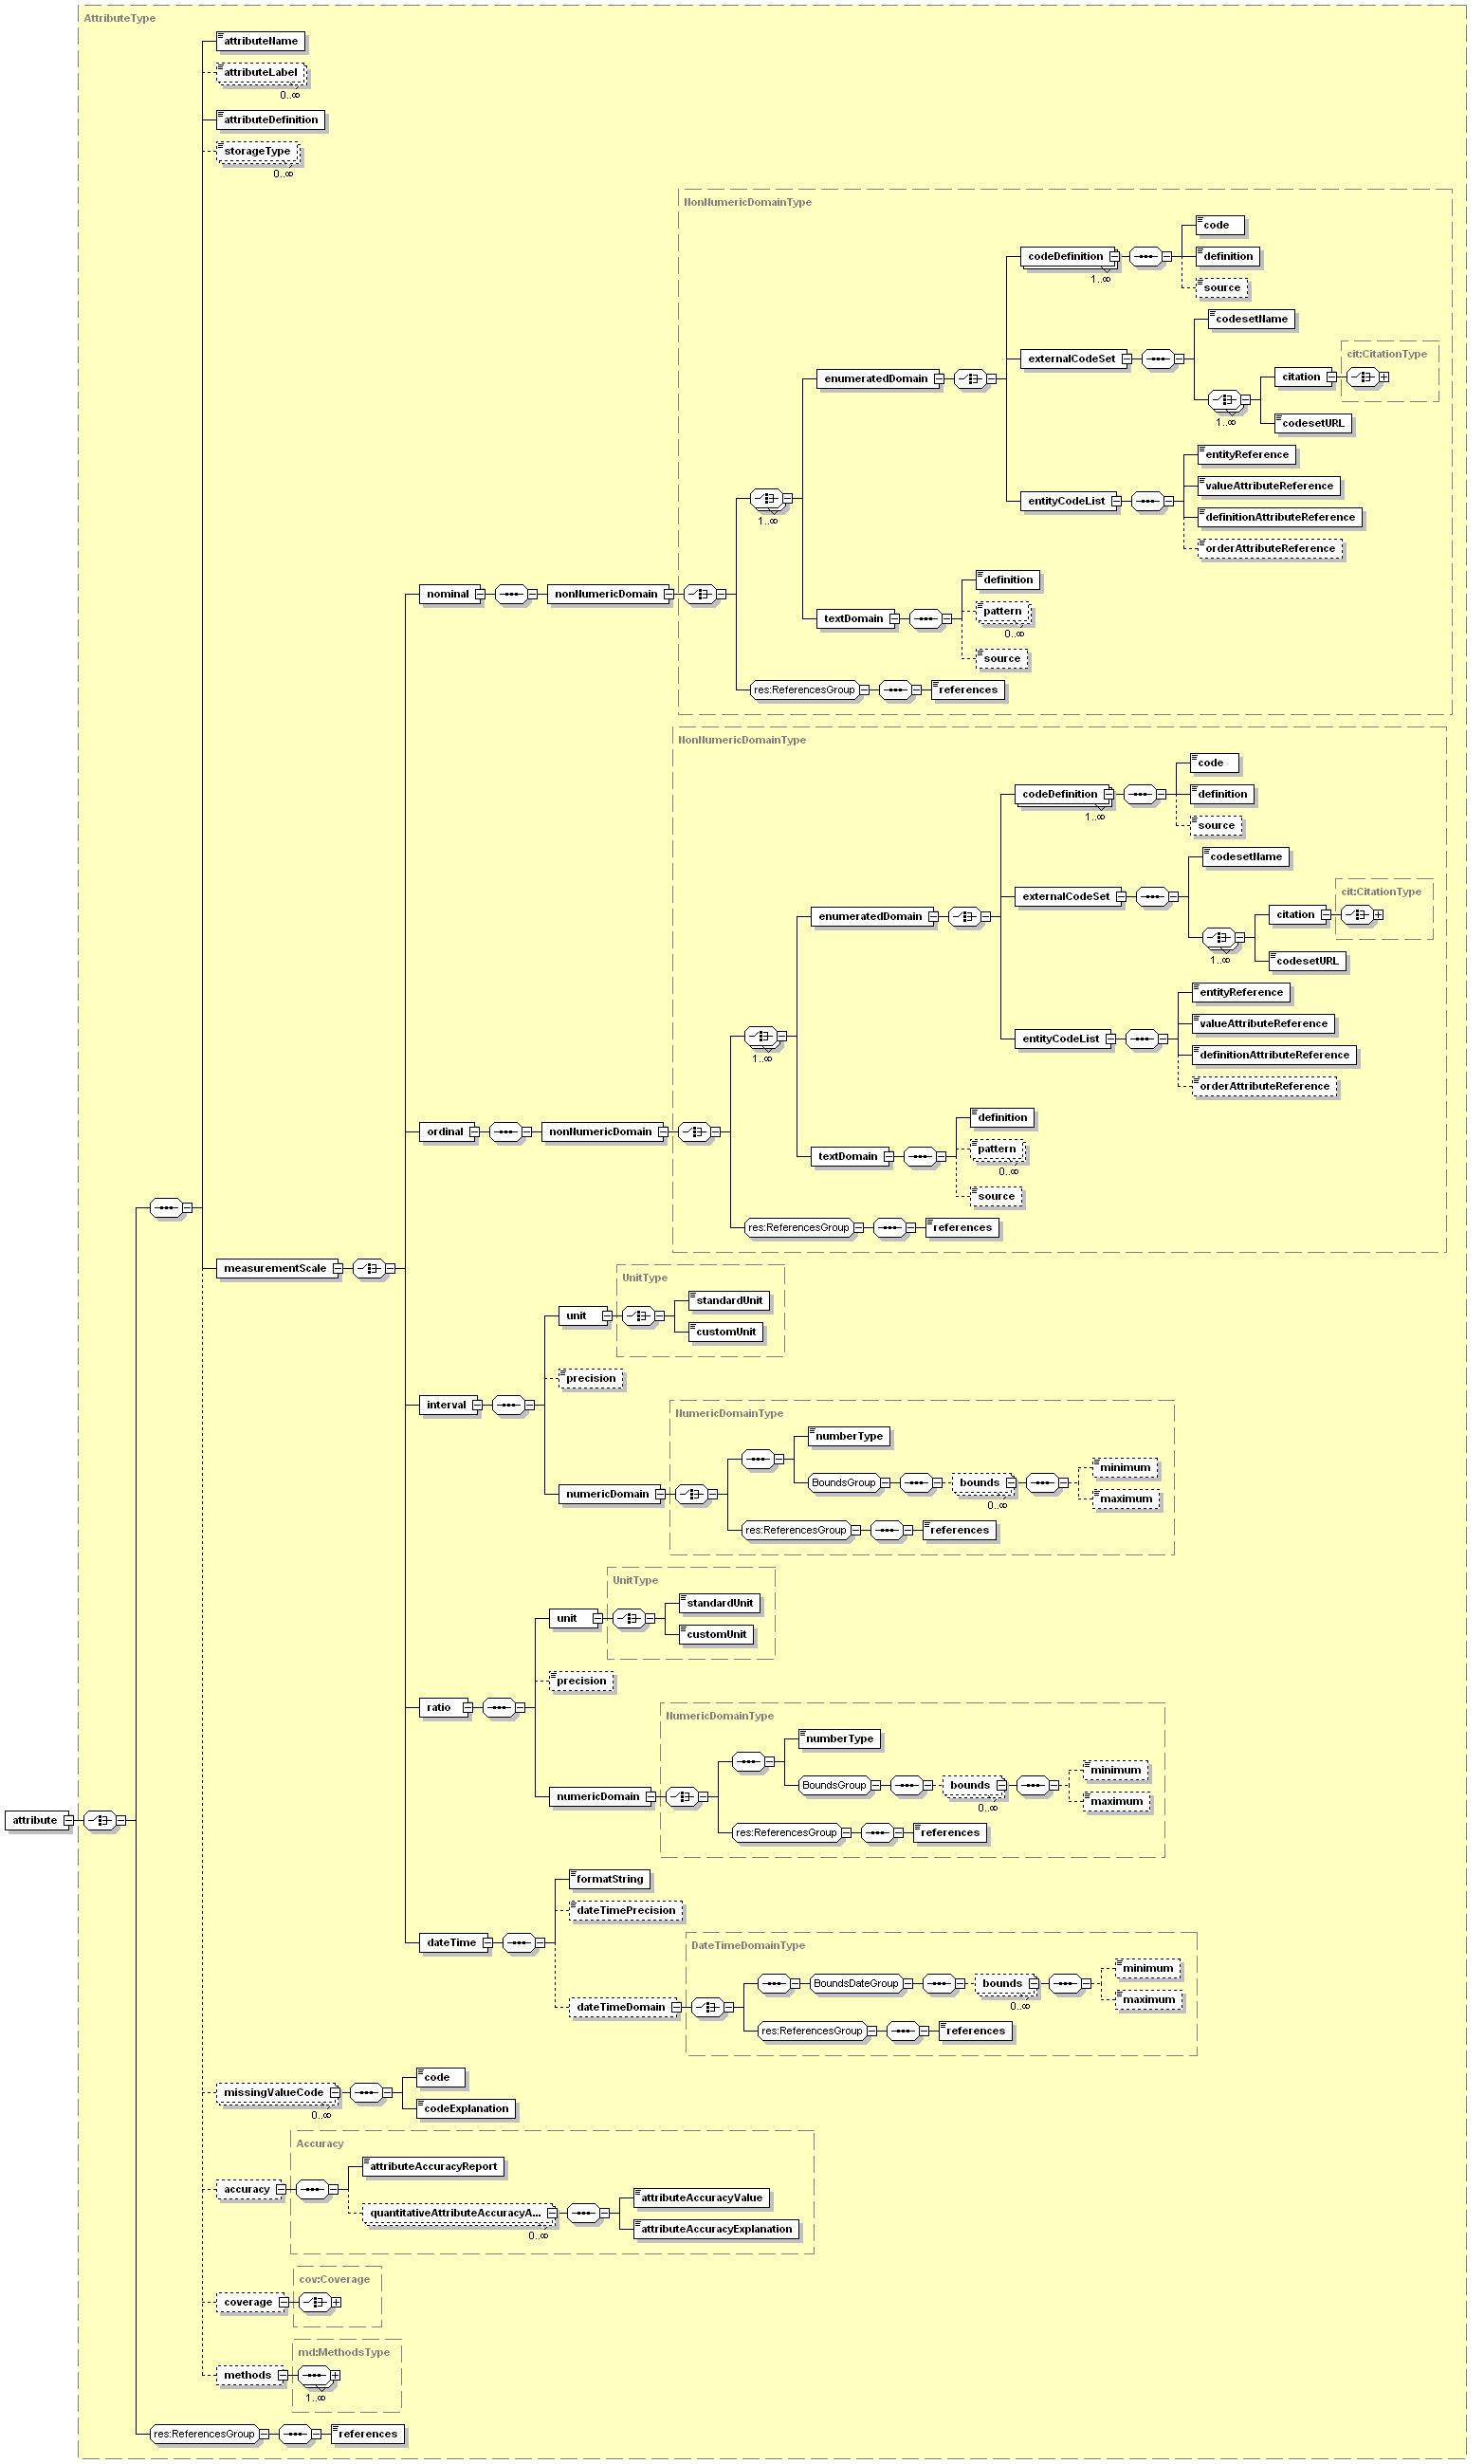 AttributeType
attributeName
attributeLabel
0..∞
attributeDefinition
storageType
0..∞
NonNumericDomainType
code
codeDefinition
definition
1..∞
source
codesetName
cit:CitationType
externalCodeSet
enumeratedDomain
citation
1..∞
codesetURL
entityReference
valueAttributeReference
entityCodeList
1..∞
definitionAttributeReference
orderAttributeReference
definition
nominal
nonNumericDomain
pattern
textDomain
0..∞
source
res:ReferencesGroup
references
NonNumericDomainType
code
codeDefinition
definition
1..∞
source
codesetName
cit:CitationType
externalCodeSet
enumeratedDomain
citation
1..∞
codesetURL
entityReference
valueAttributeReference
entityCodeList
1..∞
definitionAttributeReference
orderAttributeReference
definition
ordinal
nonNumericDomain
pattern
textDomain
0..∞
source
res:ReferencesGroup
references
measurementScale
UnitType
standardUnit
unit
customUnit
precision
interval
NumericDomainType
numberType
minimum
BoundsGroup
bounds
numericDomain
maximum
0..∞
res:ReferencesGroup
references
UnitType
standardUnit
unit
customUnit
precision
ratio
NumericDomainType
numberType
minimum
BoundsGroup
bounds
numericDomain
maximum
0..∞
attribute
res:ReferencesGroup
references
formatString
dateTimePrecision
dateTime
DateTimeDomainType
minimum
BoundsDateGroup
bounds
maximum
dateTimeDomain
0..∞
res:ReferencesGroup
references
code
missingValueCode
codeExplanation
0..∞
Accuracy
attributeAccuracyReport
accuracy
attributeAccuracyValue
quantitativeAttributeAccuracyA...
attributeAccuracyExplanation
0..∞
cov:Coverage
coverage
md:MethodsType
methods
1..∞
res:ReferencesGroup
references